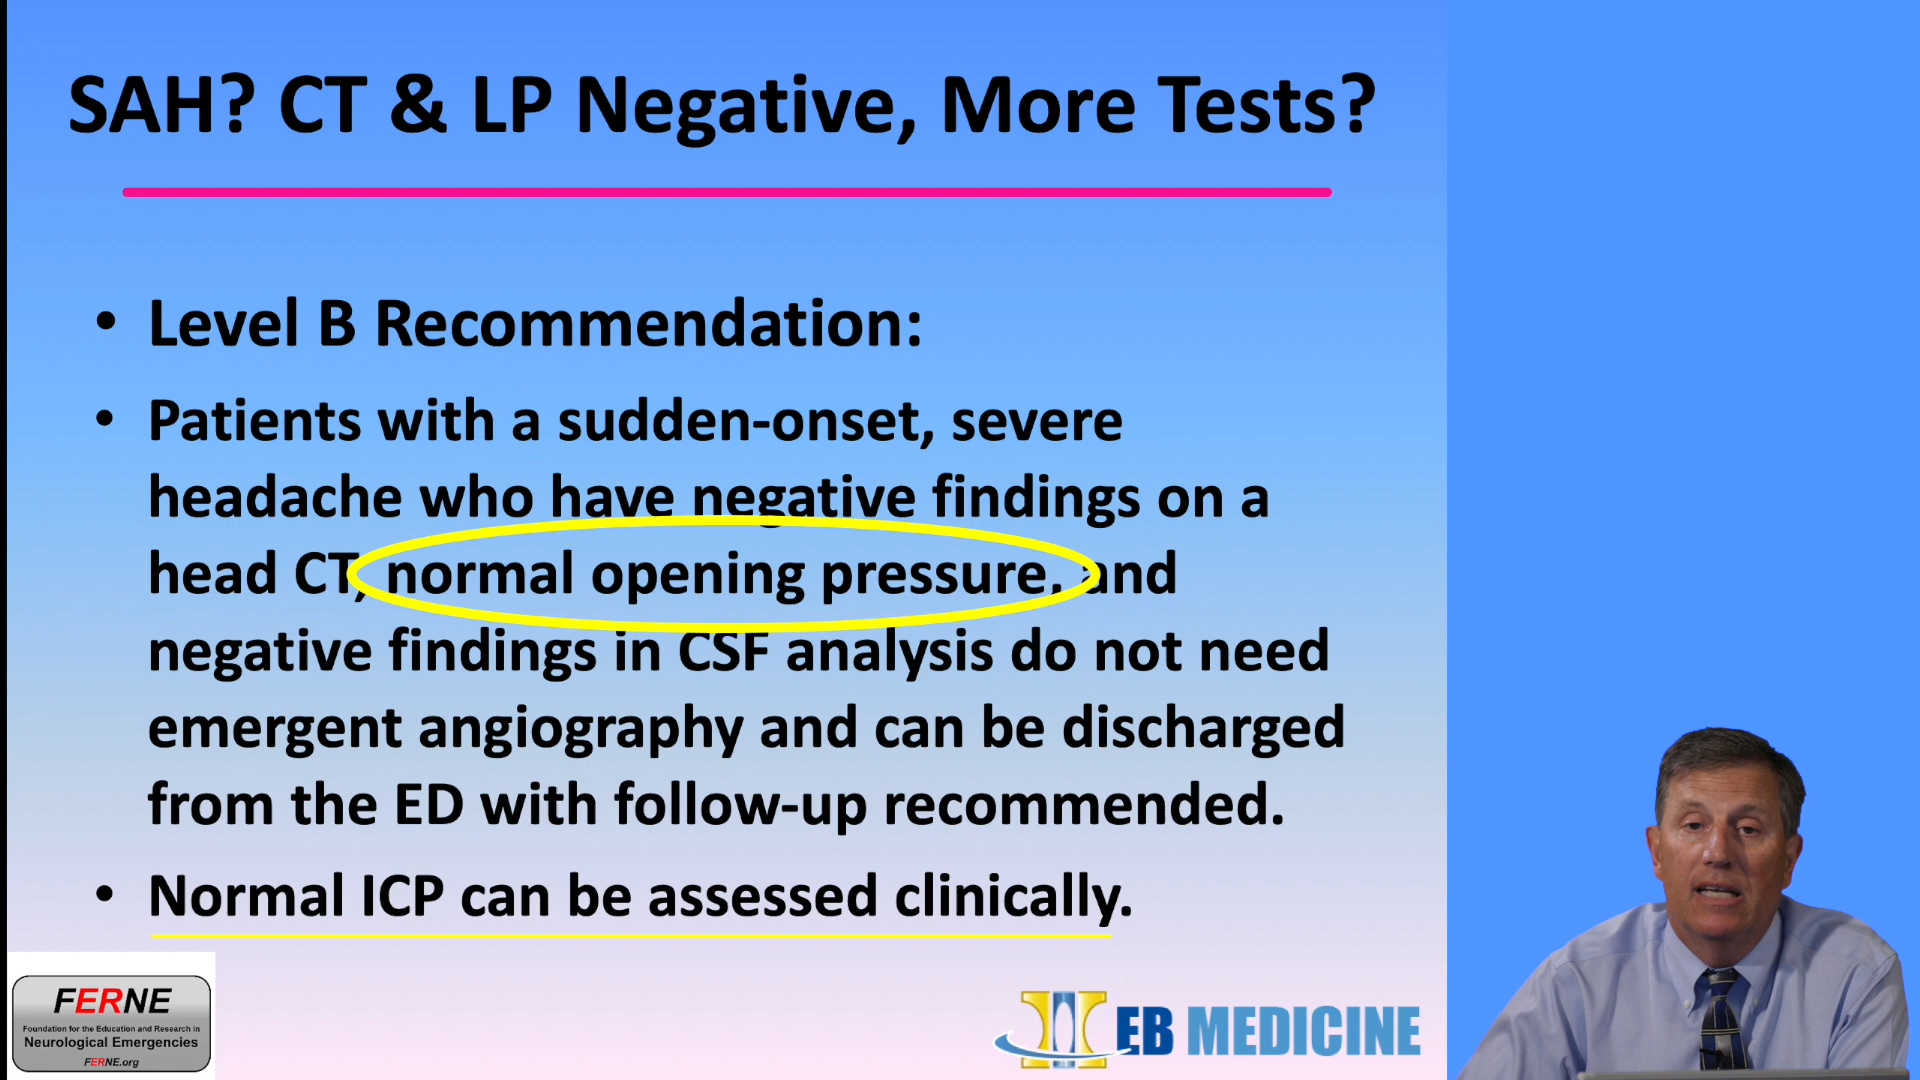 SAH? CT & LP Negative, More Tests?
• Level B Recommendation:
• Patients with a sudden-onset, severe
headache who have negative findings on a
head CT, normal opening pressure, and
negative findings in CSF analysis do not need
emergent angiography and can be discharged
from the ED with follow-up recommended.
• Normal ICP can be assessed clinically.
FERNE
Foundation for the Education and Research in
Neurological Emergencies
FERNE.org
EB MEDICINE